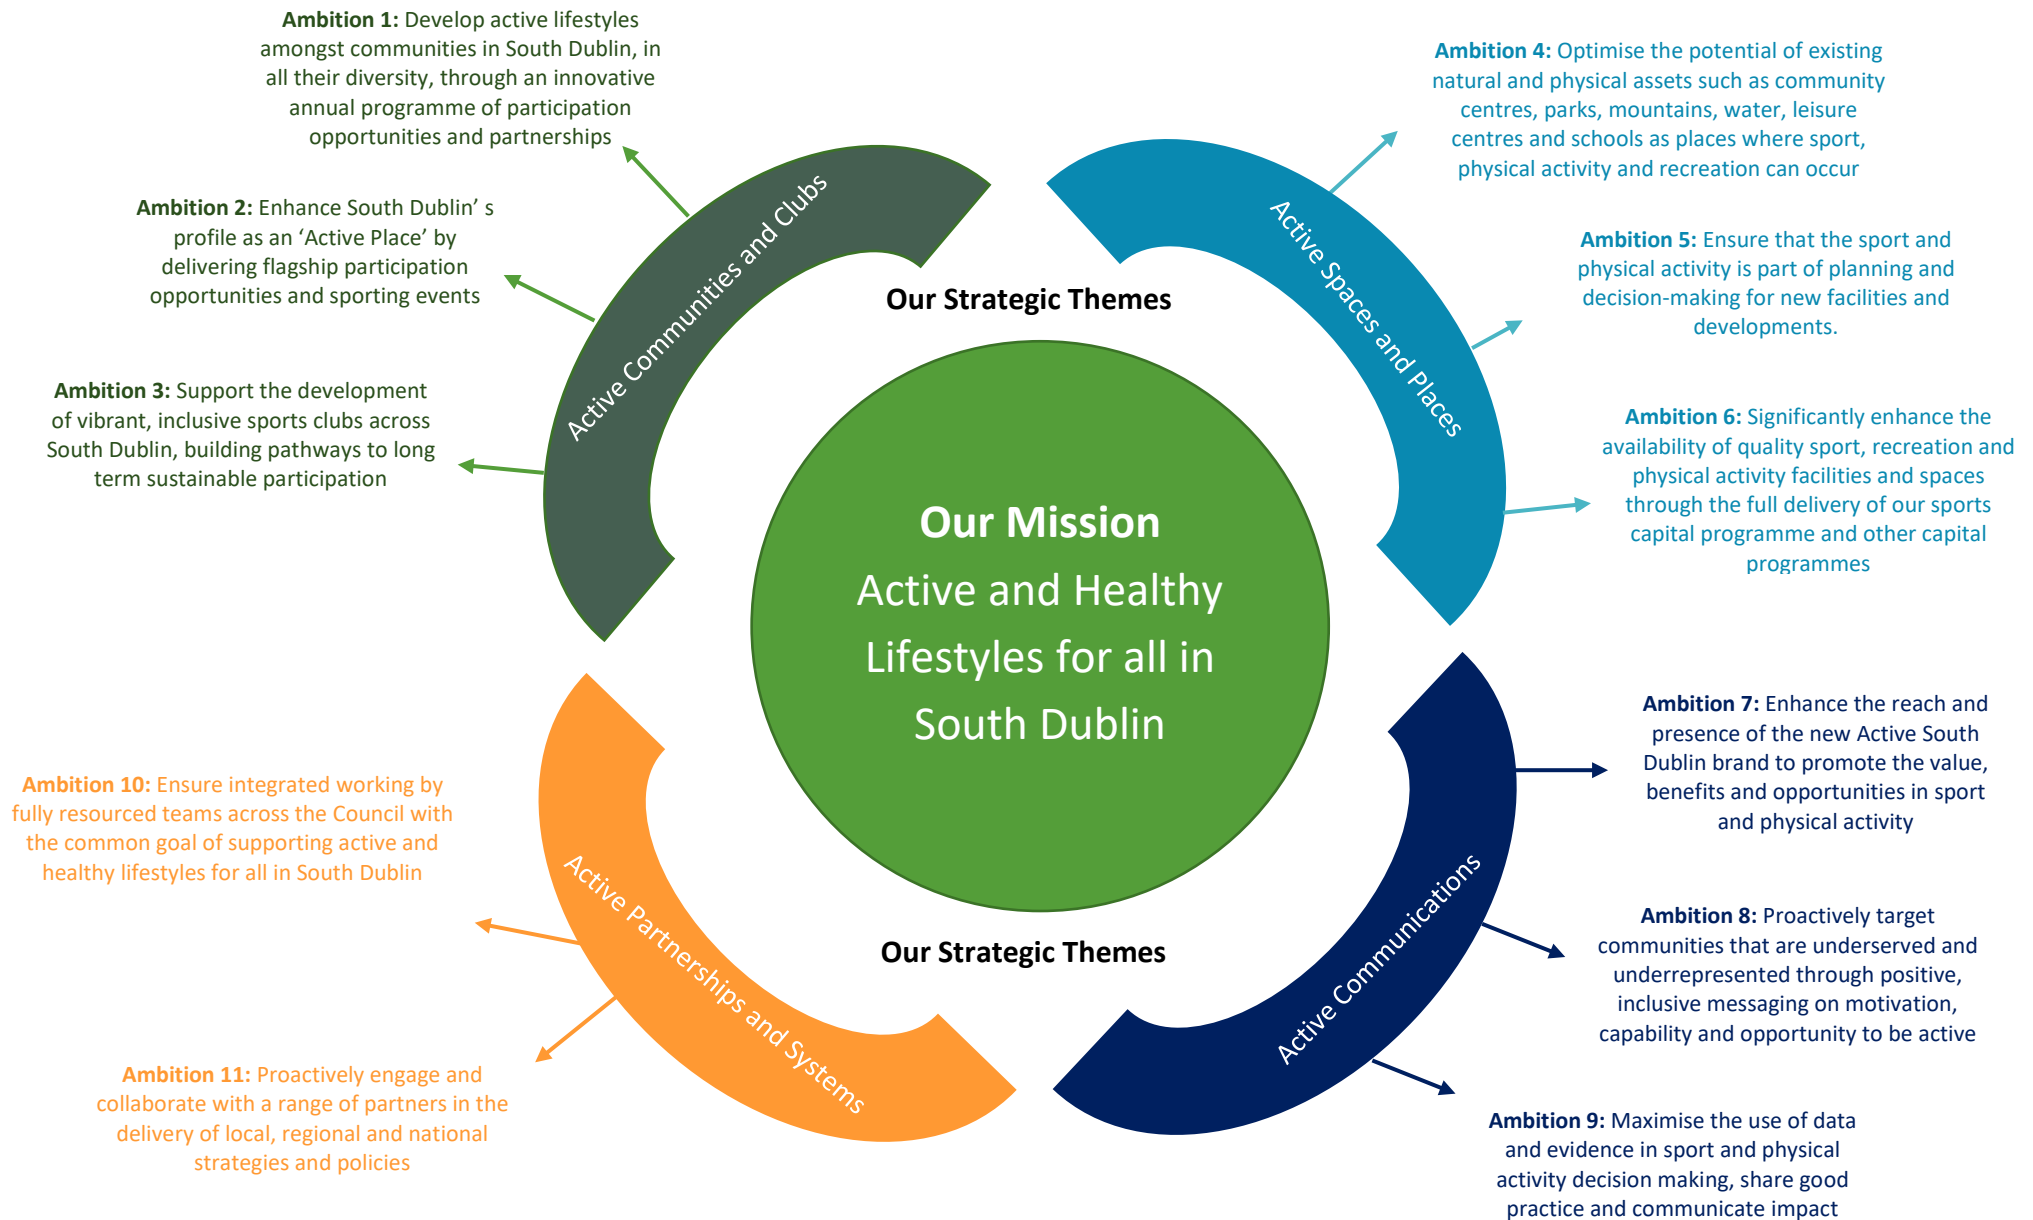 Ambition 1: Develop active lifestyles
amongst communities in South Dublin, in
all their diversity, through an innovative
annual programme of participation
opportunities and partnerships
Ambition 2: Enhance South Dublin’ s
profile as an ‘Active Place’ by
delivering flagship participation
opportunities and sporting events
Ambition 3: Support the development
of vibrant, inclusive sports clubs across
South Dublin, building pathways to long
term sustainable participation
Active Communities and Clubs
Ambition 4: Optimise the potential of existing
natural and physical assets such as community
centres, parks, mountains, water, leisure
centres and schools as places where sport,
physical activity and recreation can occur
Ambition 5: Ensure that the sport and
physical activity is part of planning and
decision-making for new facilities and
developments.
Ambition 6: Significantly enhance the
availability of quality sport, recreation and
physical activity facilities and spaces
through the full delivery of our sports
capital programme and other capital
programmes
Active Spaces and Places
Our Strategic Themes
Our Mission
Active and Healthy
Lifestyles for all in
South Dublin
Our Strategic Themes
Ambition 7: Enhance the reach and
presence of the new Active South
Dublin brand to promote the value,
benefits and opportunities in sport
and physical activity
Ambition 8: Proactively target
communities that are underserved and
underrepresented through positive,
inclusive messaging on motivation,
capability and opportunity to be active
Ambition 9: Maximise the use of data
and evidence in sport and physical
activity decision making, share good
practice and communicate impact
Active Communications
Ambition 10: Ensure integrated working by
fully resourced teams across the Council with
the common goal of supporting active and
healthy lifestyles for all in South Dublin
Ambition 11: Proactively engage and
collaborate with a range of partners in the
delivery of local, regional and national
strategies and policies
Active Partnerships and Systems